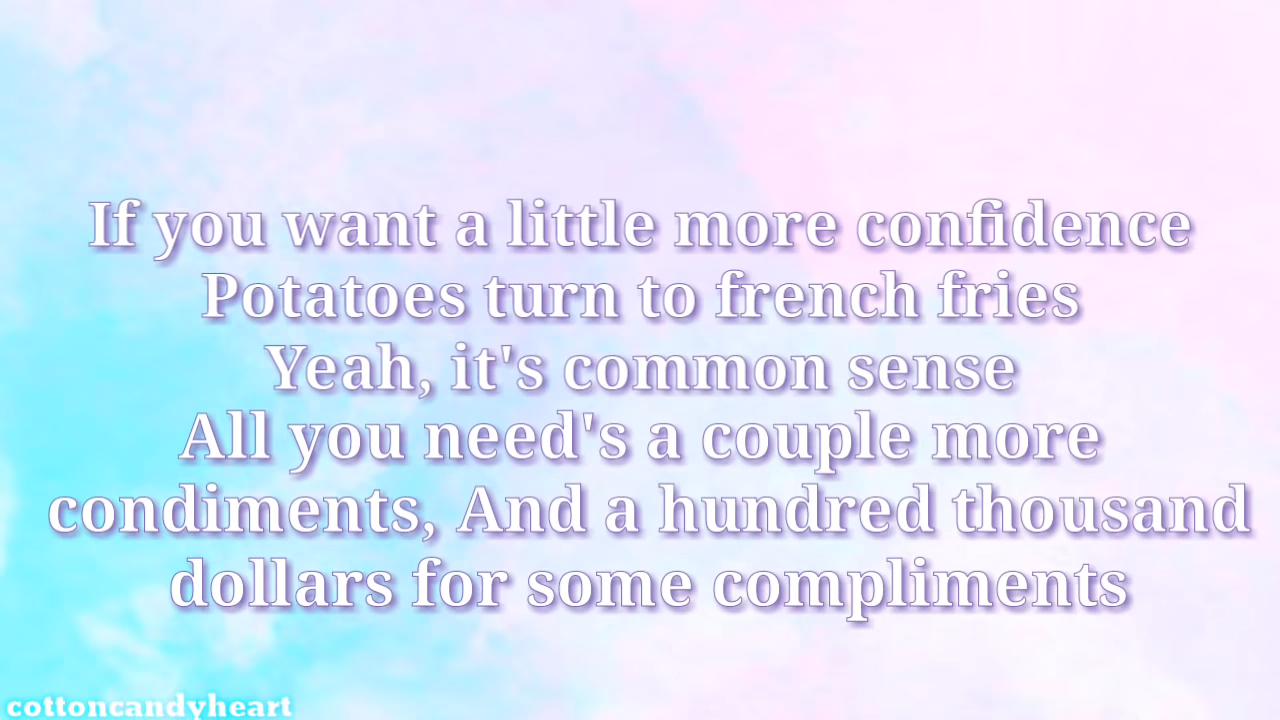 If you want a little more confidence
Potatoes turn to french fries
Yeah, it's common sense
All you need's a couple more
condiments, And a hundred thousand
dollars for some compliments
cottoncandyheart